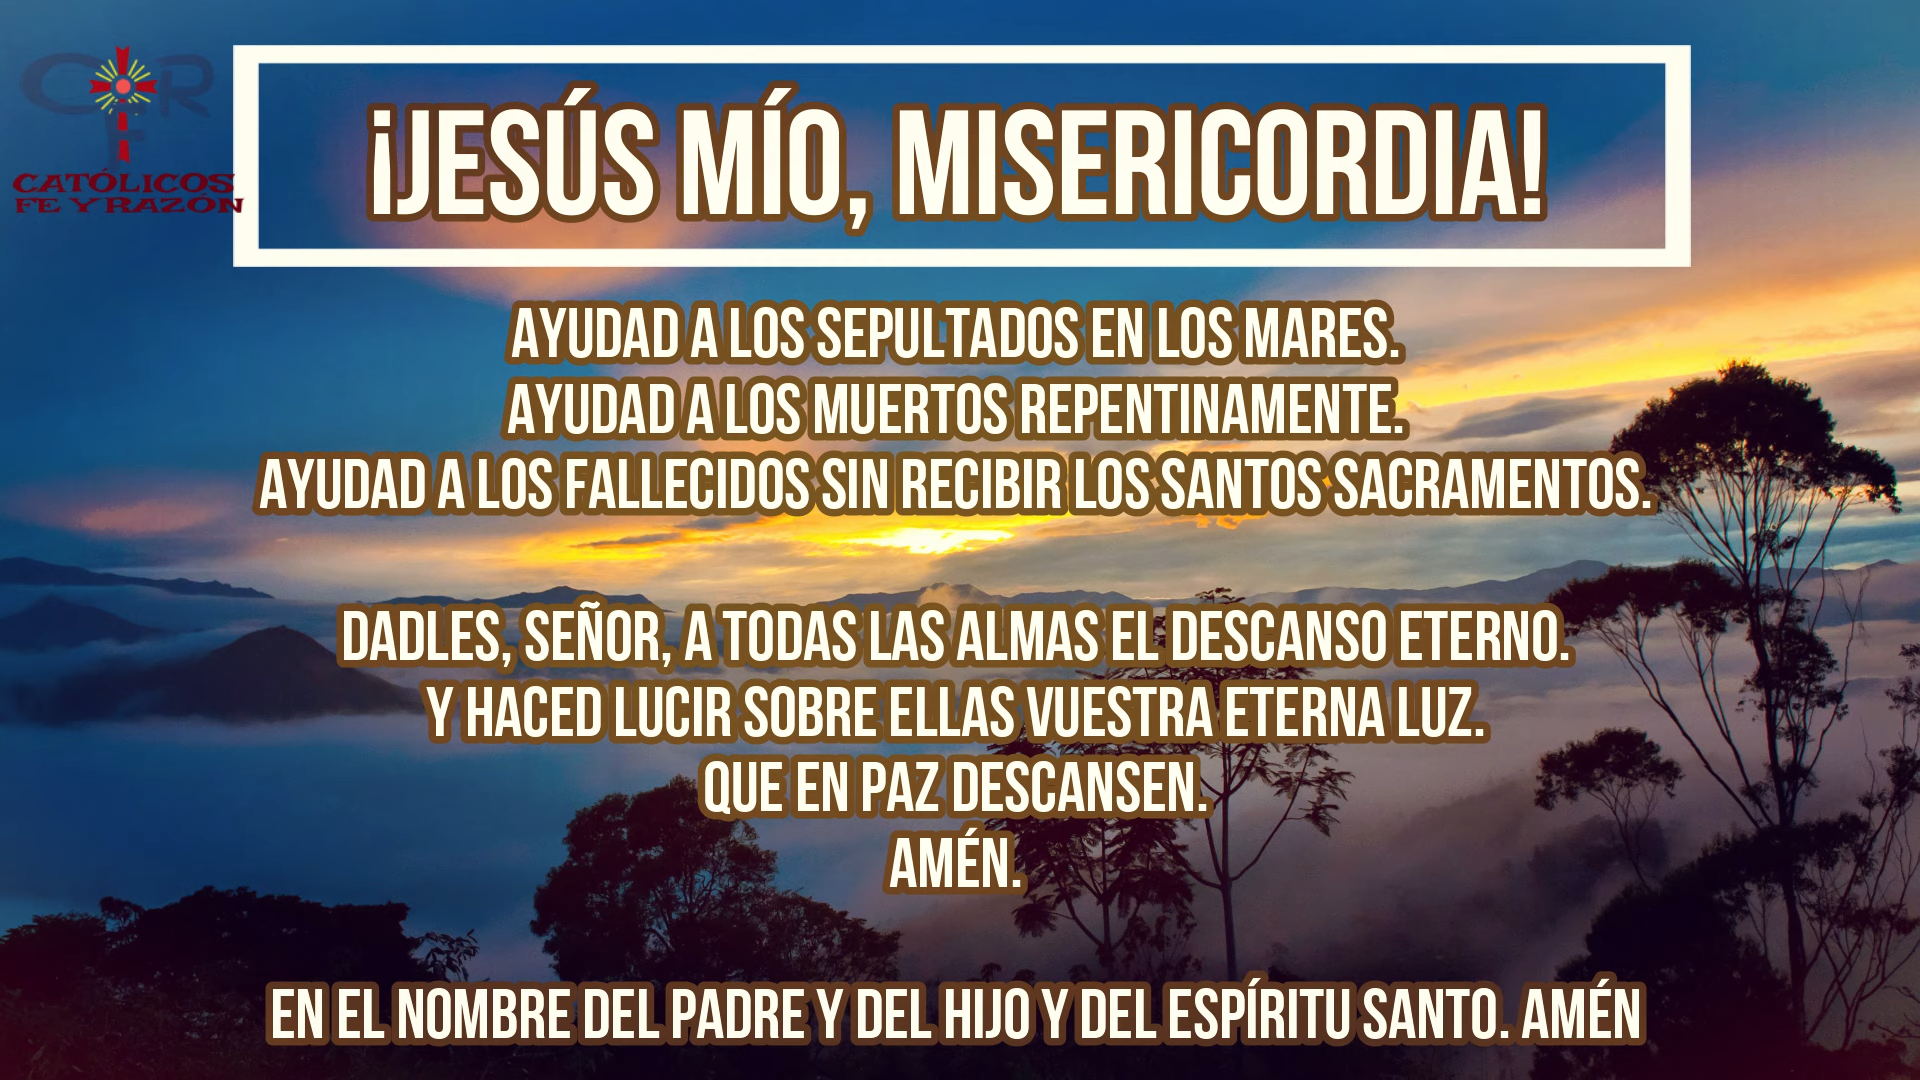 CFR
CATÓLICOS
FE Y RAZÓN
¡JESÚS MÍO, MISERICORDIA!
AYUDAD A LOS SEPULTADOS EN LOS MARES.
AYUDAD A LOS MUERTOS REPENTINAMENTE.
AYUDAD A LOS FALLECIDOS SIN RECIBIR LOS SANTOS SACRAMENTOS.
DADLES, SEÑOR, A TODAS LAS ALMAS EL DESCANSO ETERNO.
Y HACED LUCIR SOBRE ELLAS VUESTRA ETERNA LUZ.
QUE EN PAZ DESCANSEN.
AMÉN.
EN EL NOMBRE DEL PADRE Y DEL HIJO Y DEL ESPÍRITU SANTO. AMÉN